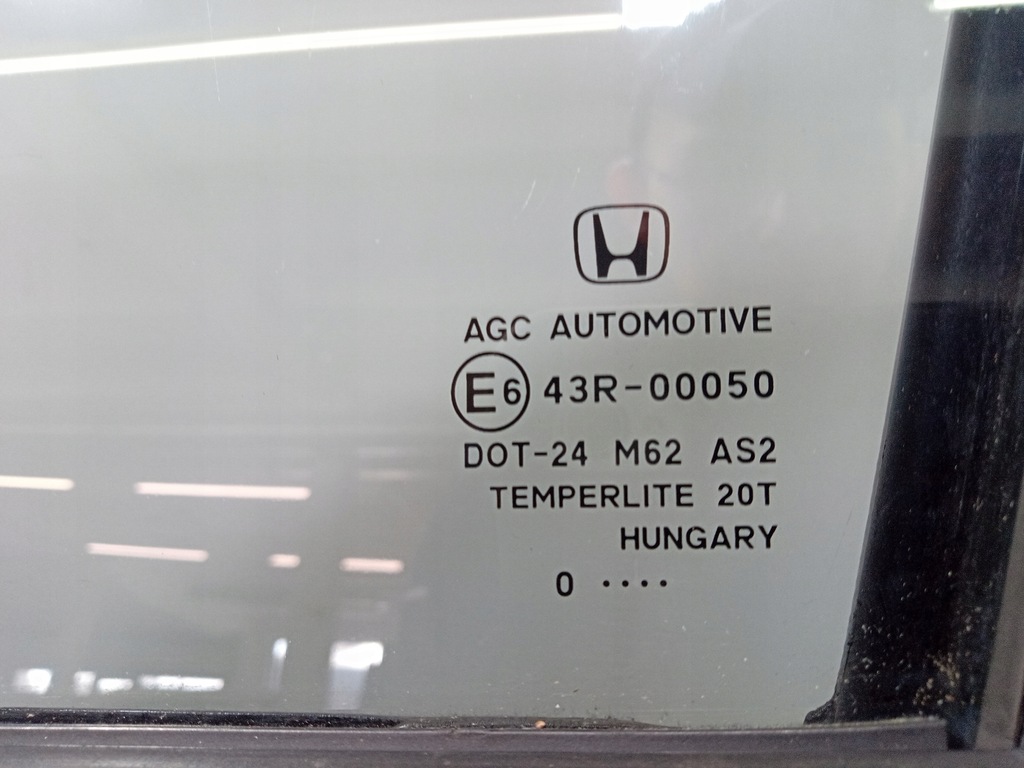 AGC AUTOMOTIVE
E6 43R-00050
DOT-24 M62 AS2
TEMPERLITE 20T
HUNGARY
0 ····